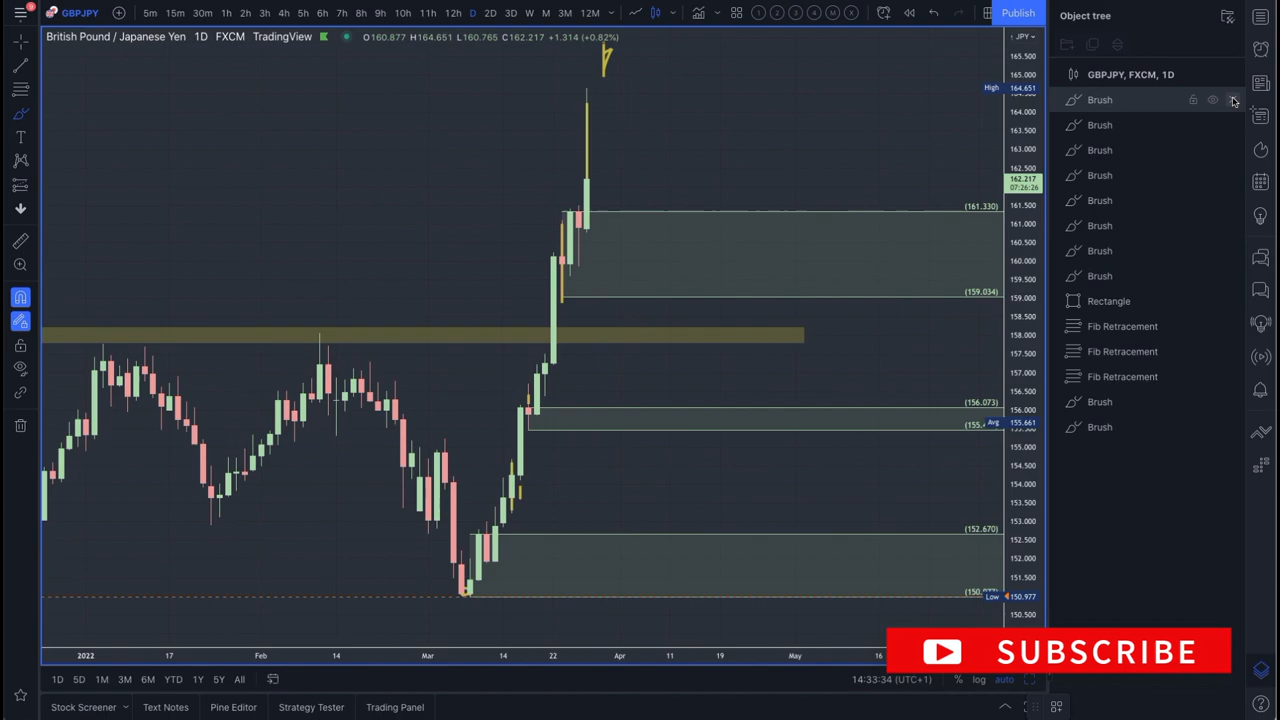 GBPJPY 5m 15m 30m 1h 2h 3h 4h 5h 6h 7h 8h 9h 10h 11h 12h D 2D 3D W M 3M 12M 1 2 3 4 5 M X Publish
Object tree
British Pound / Japanese Yen 1D FXCM TradingView O160.877 H164.651 L160.765 C162.217 +1.314 (+0.82%)
JPY
165.500
165.000
High 164.651
164.000
163.500
163.000
162.500
162.217
07:26:26
161.500
161.000
160.500
160.000
159.500
159.000
158.500
158.000
157.500
157.000
156.500
156.000
Avg 155.661
155.000
154.500
154.000
153.500
153.000
152.500
152.000
151.500
Low 150.977
150.500
(161.330)
(159.034)
(156.073)
(152.670)
GBPJPY, FXCM, 1D
Brush
Brush
Brush
Brush
Brush
Brush
Brush
Brush
Rectangle
Fib Retracement
Fib Retracement
Fib Retracement
Brush
Brush
2022 17 Feb 14 Mar 14 22 Apr 11 19 May 16
SUBSCRIBE
1D 5D 1M 3M 6M YTD 1Y 5Y All 14:33:34 (UTC+1) % log auto
Stock Screener Text Notes Pine Editor Strategy Tester Trading Panel